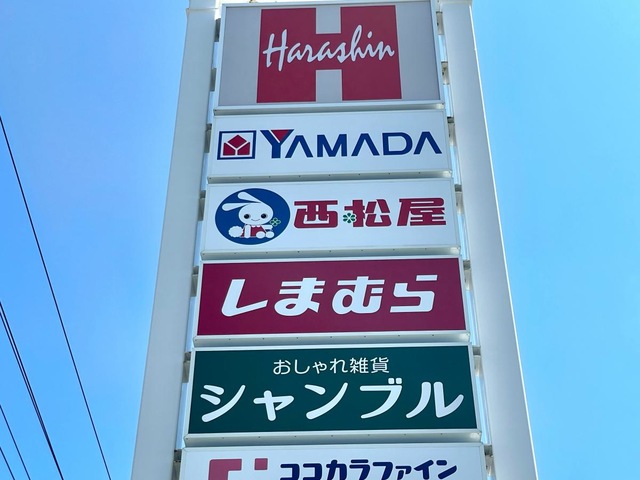 Harashin
YAMADA
西松屋
しまむら
おしゃれ雑貨
シャンブル
ココカラファイン